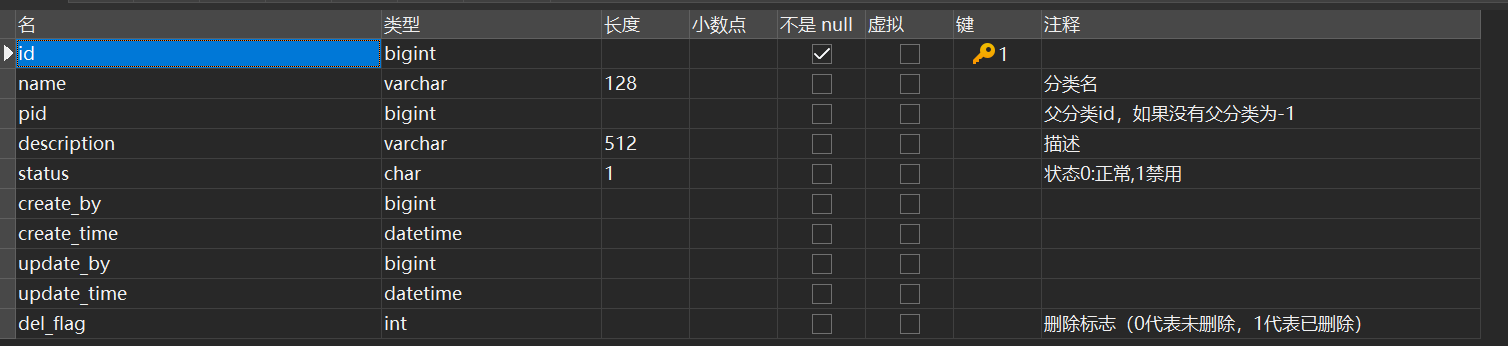 名 类型 长度 小数点 不是 null 虚拟 键 注释
id bigint 1
name varchar 128 分类名
pid bigint 父分类id，如果没有父分类为-1
description varchar 512 描述
status char 1 状态0:正常,1禁用
create_by bigint
create_time datetime
update_by bigint
update_time datetime
del_flag int 删除标志（0代表未删除，1代表已删除）